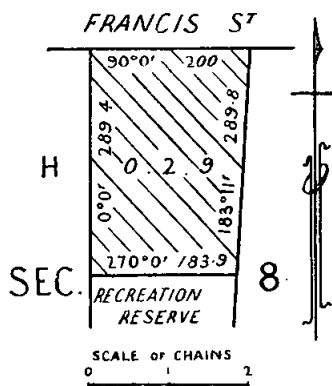 FRANCIS Sᵀ
90°0' 200
289.4
289.8
H
0.2.9
0°0'
183°11'
270°0' 183.9
SEC. 8
RECREATION
RESERVE
SCALE OF CHAINS
0 1 2